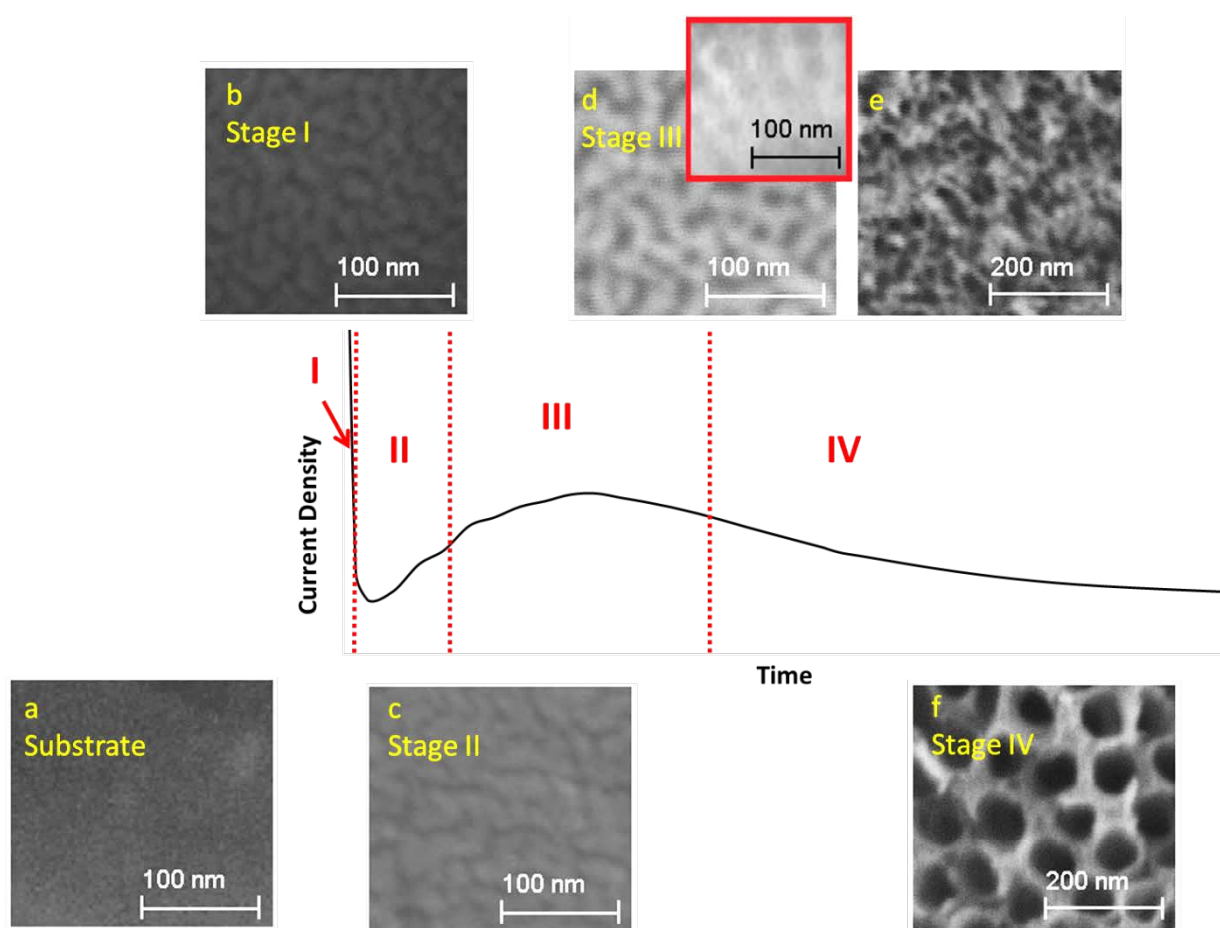 b
Stage I
100 nm
d
Stage III
100 nm
100 nm
e
200 nm
I
II
III
IV
Current Density
Time
a
Substrate
100 nm
c
Stage II
100 nm
f
Stage IV
200 nm